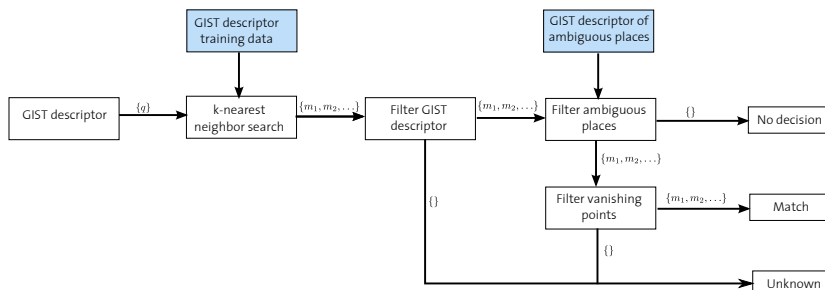 GIST descriptor
training data
GIST descriptor of
ambiguous places
GIST descriptor
{q}
k-nearest
neighbor search
{m₁, m₂, …}
Filter GIST
descriptor
{m₁, m₂, …}
Filter ambiguous
places
{}
No decision
{m₁, m₂, …}
{}
Filter vanishing
points
{m₁, m₂, …}
Match
{}
Unknown